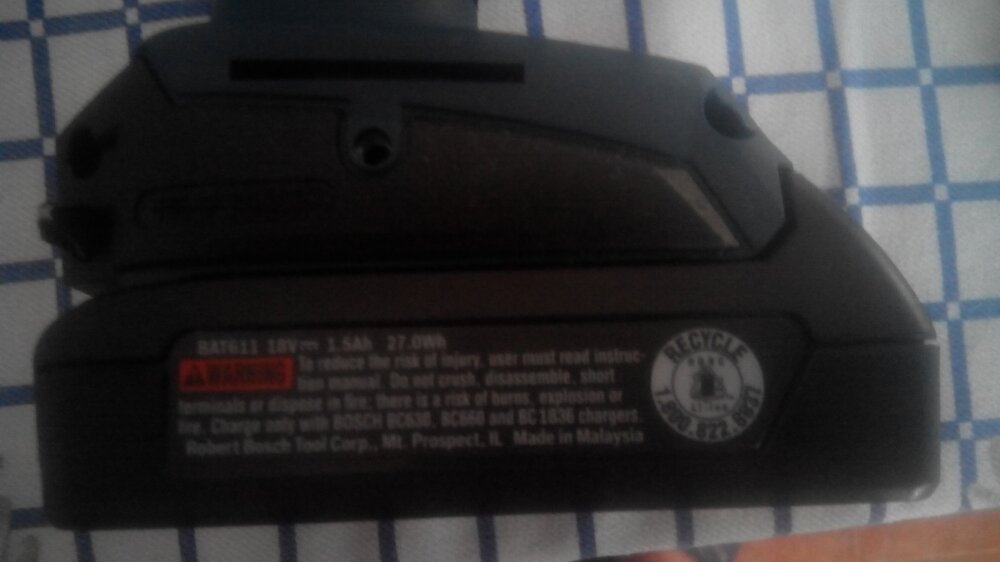 BAT611 18V⎓ 1.5Ah 27.0Wh
WARNING To reduce the risk of injury, user must read instruc-
tion manual. Do not crush, disassemble, short
terminals or dispose in fire; there is a risk of burns, explosion or
fire. Charge only with BOSCH BC630, BC660 and BC1836 chargers.
Robert Bosch Tool Corp., Mt. Prospect, IL Made in Malaysia
RECYCLE
1.800.822.8837